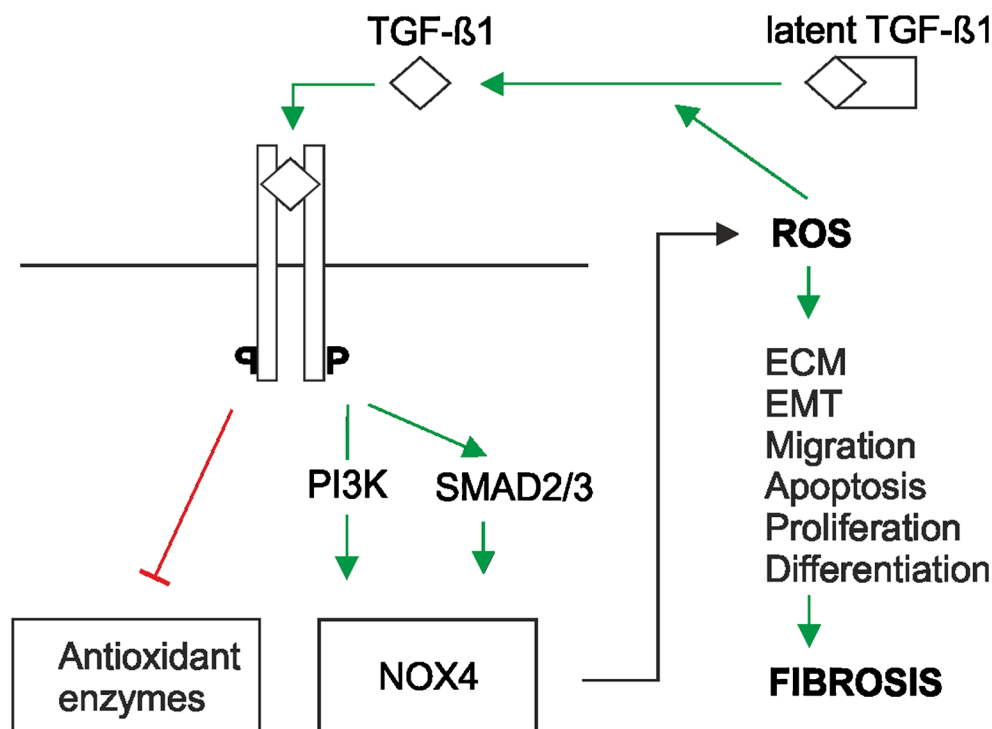 TGF-ß1
latent TGF-ß1
ROS
P
P
ECM
EMT
Migration
Apoptosis
Proliferation
Differentiation
PI3K
SMAD2/3
Antioxidant
enzymes
NOX4
FIBROSIS